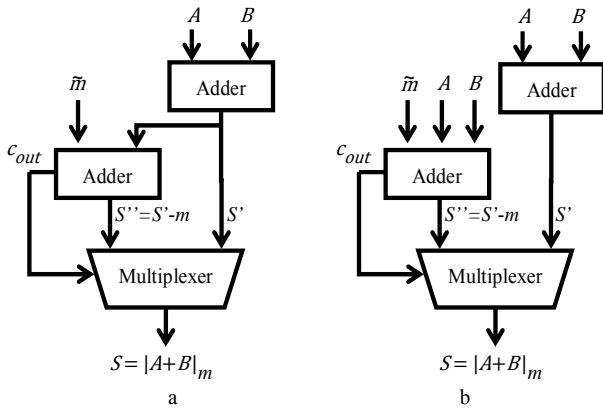 A B
Adder
m̃
c_out
Adder
S''=S'-m S'
Multiplexer
S = |A+B|_m
a
A B
Adder
m̃ A B
c_out
Adder
S''=S'-m S'
Multiplexer
S = |A+B|_m
b